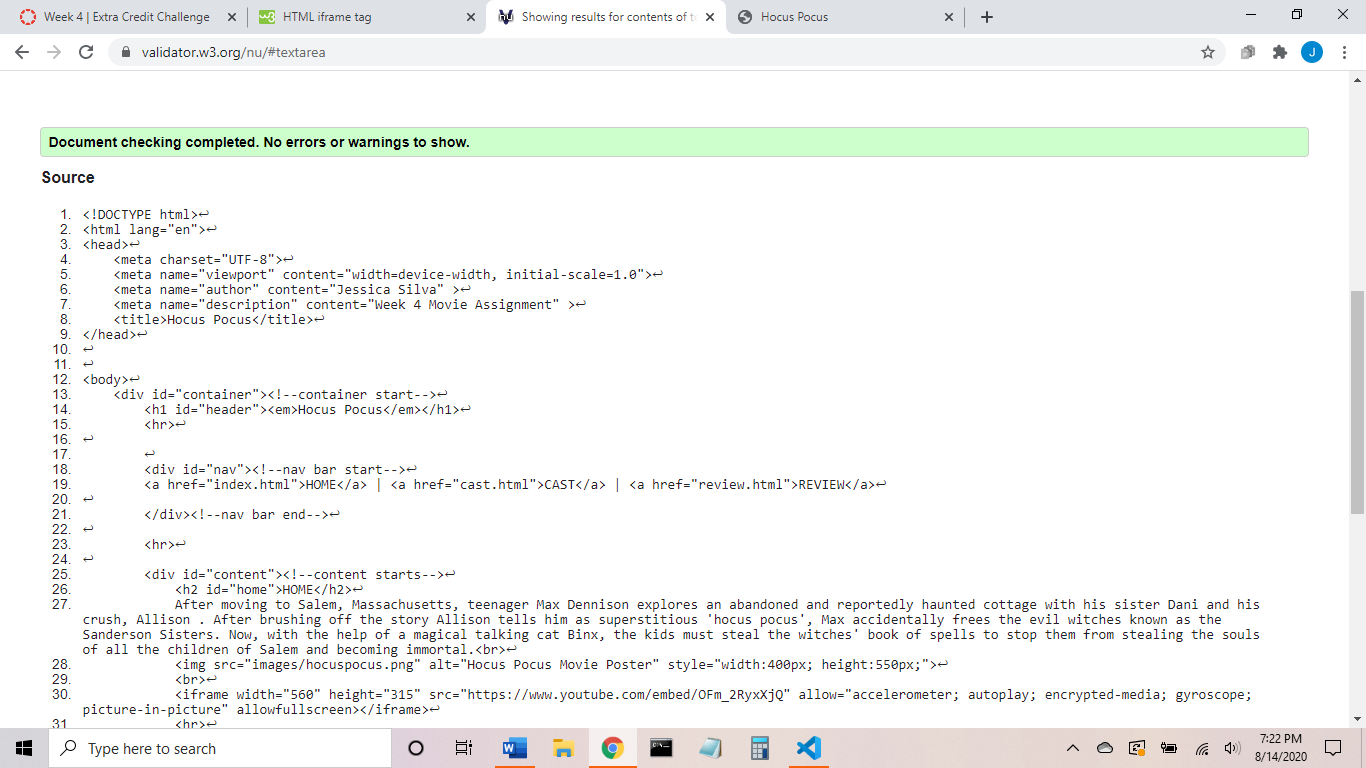 Week 4 | Extra Credit Challenge
HTML iframe tag
Showing results for contents of te
Hocus Pocus
validator.w3.org/nu/#textarea
J
Document checking completed. No errors or warnings to show.
Source
1. <!DOCTYPE html>↩
2. <html lang="en">↩
3. <head>↩
4. <meta charset="UTF-8">↩
5. <meta name="viewport" content="width=device-width, initial-scale=1.0">↩
6. <meta name="author" content="Jessica Silva" >↩
7. <meta name="description" content="Week 4 Movie Assignment" >↩
8. <title>Hocus Pocus</title>↩
9. </head>↩
10. ↩
11. ↩
12. <body>↩
13. <div id="container"><!--container start-->↩
14. <h1 id="header"><em>Hocus Pocus</em></h1>↩
15. <hr>↩
16. ↩
17. ↩
18. <div id="nav"><!--nav bar start-->↩
19. <a href="index.html">HOME</a> | <a href="cast.html">CAST</a> | <a href="review.html">REVIEW</a>↩
20. ↩
21. </div><!--nav bar end-->↩
22. ↩
23. <hr>↩
24. ↩
25. <div id="content"><!--content starts-->↩
26. <h2 id="home">HOME</h2>↩
27. After moving to Salem, Massachusetts, teenager Max Dennison explores an abandoned and reportedly haunted cottage with his sister Dani and his
crush, Allison . After brushing off the story Allison tells him as superstitious 'hocus pocus', Max accidentally frees the evil witches known as the
Sanderson Sisters. Now, with the help of a magical talking cat Binx, the kids must steal the witches' book of spells to stop them from stealing the souls
of all the children of Salem and becoming immortal.<br>↩
28. <img src="images/hocuspocus.png" alt="Hocus Pocus Movie Poster" style="width:400px; height:550px;">↩
29. <br>↩
30. <iframe width="560" height="315" src="https://www.youtube.com/embed/OFm_2RyxXjQ" allow="accelerometer; autoplay; encrypted-media; gyroscope;
picture-in-picture" allowfullscreen></iframe>↩
31. <hr>↩
Type here to search
7:22 PM
8/14/2020